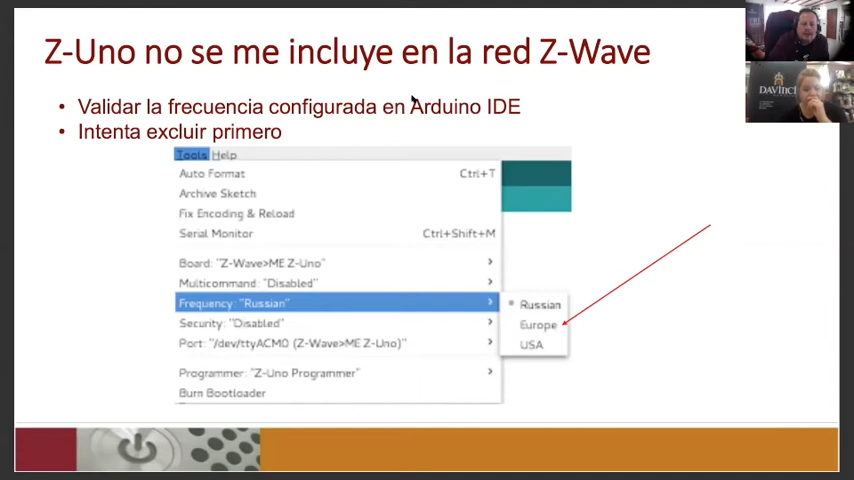 Z-Uno no se me incluye en la red Z-Wave
• Validar la frecuencia configurada en Arduino IDE
• Intenta excluir primero
Tools Help
Auto Format Ctrl+T
Archive Sketch
Fix Encoding & Reload
Serial Monitor Ctrl+Shift+M
Board: "Z-Wave>ME Z-Uno"
Multicommand: "Disabled"
Frequency: "Russian"
Russian
Europe
USA
Security: "Disabled"
Port: "/dev/ttyACM0 (Z-Wave>ME Z-Uno)"
Programmer: "Z-Uno Programmer"
Burn Bootloader
DAVINCI